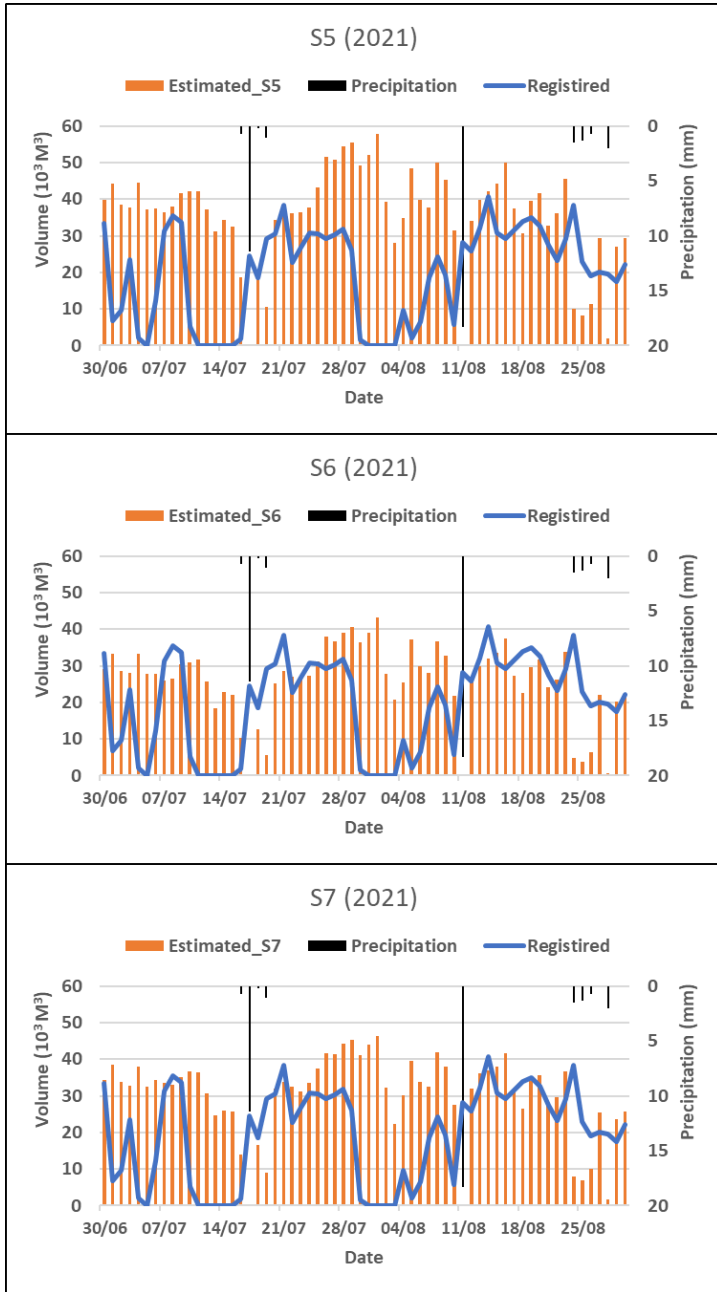 S5 (2021)
Estimated_S5 Precipitation Registired
60 0
50
40 5
30 10
20
10 15
0 20
30/06 07/07 14/07 21/07 28/07 04/08 11/08 18/08 25/08
Volume (10³ M³)
Precipitation (mm)
Date
S6 (2021)
Estimated_S6 Precipitation Registired
60 0
50
40 5
30 10
20
10 15
0 20
30/06 07/07 14/07 21/07 28/07 04/08 11/08 18/08 25/08
Volume (10³ M³)
Precipitation (mm)
Date
S7 (2021)
Estimated_S7 Precipitation Registired
60 0
50
40 5
30 10
20
10 15
0 20
30/06 07/07 14/07 21/07 28/07 04/08 11/08 18/08 25/08
Volume (10³ M³)
Precipitation (mm)
Date